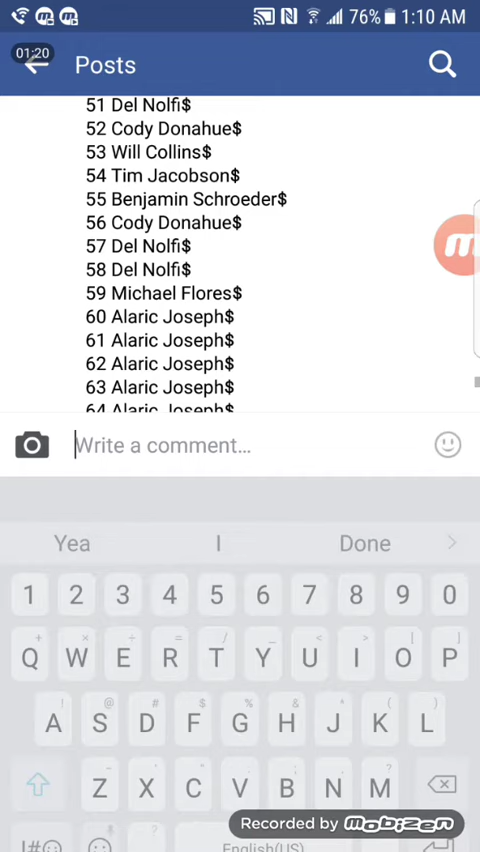 76% 1:10 AM
01:20
Posts
51 Del Nolfi$
52 Cody Donahue$
53 Will Collins$
54 Tim Jacobson$
55 Benjamin Schroeder$
56 Cody Donahue$
57 Del Nolfi$
58 Del Nolfi$
59 Michael Flores$
60 Alaric Joseph$
61 Alaric Joseph$
62 Alaric Joseph$
63 Alaric Joseph$
64 Alaric Joseph$
Write a comment...
Yea I Done >
1 2 3 4 5 6 7 8 9 0
+ × ÷ = / _ < > [ ]
Q W E R T Y U I O P
! @ # $ % ^ & * ( )
A S D F G H J K L
- ' " : ; , ?
Z X C V B N M
!#☺ English(US)
Recorded by mobizen